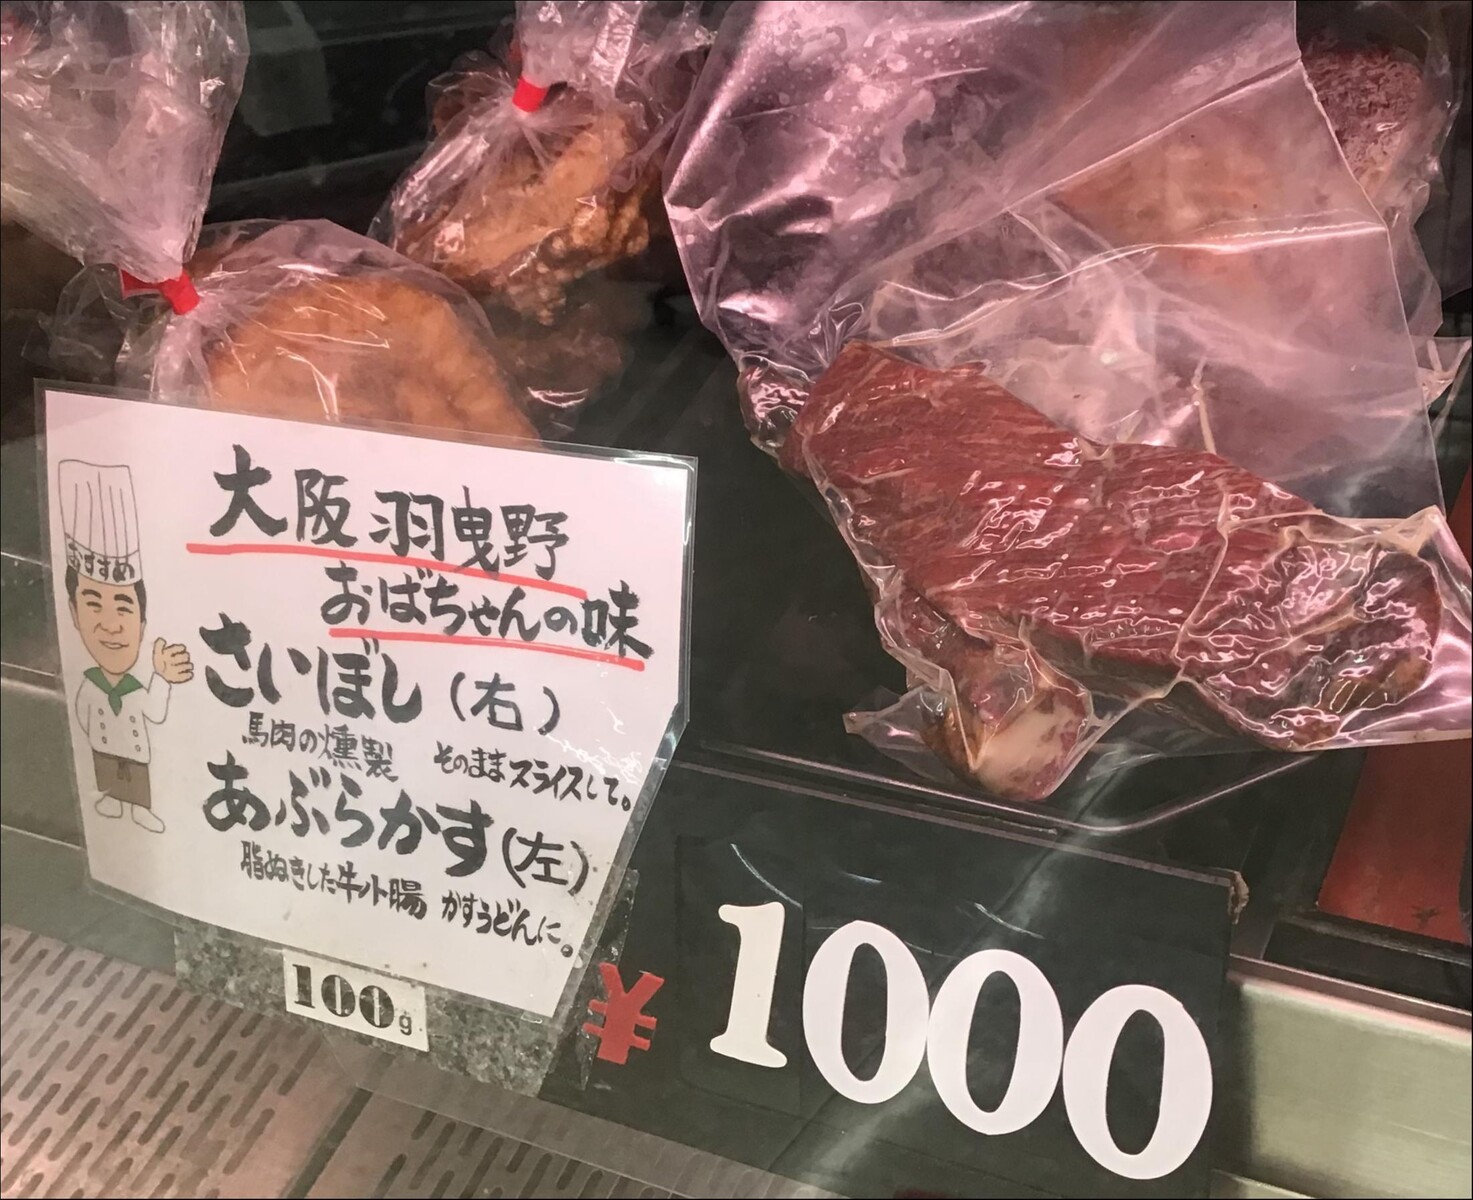 おすすめ
大阪 羽曳野
おばちゃんの味
さいぼし（右）
馬肉の燻製 そのままスライスして。
あぶらかす（左）
脂ぬきした牛小腸 かすうどんに。
100g
¥1000